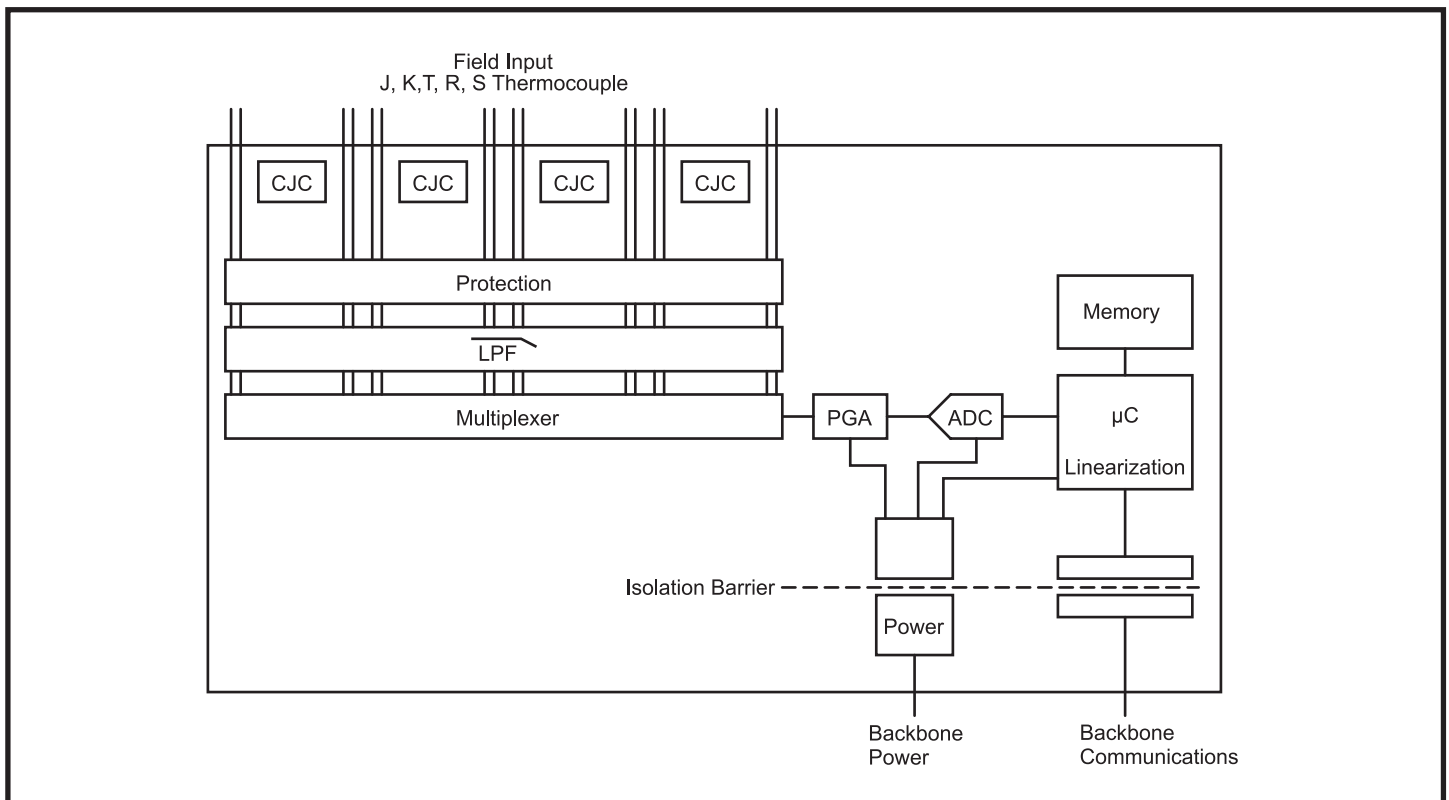 Field Input
J, K,T, R, S Thermocouple
CJC
CJC
CJC
CJC
Protection
LPF
Multiplexer
PGA
ADC
Memory
µC
Linearization
Isolation Barrier
Power
Backbone
Power
Backbone
Communications